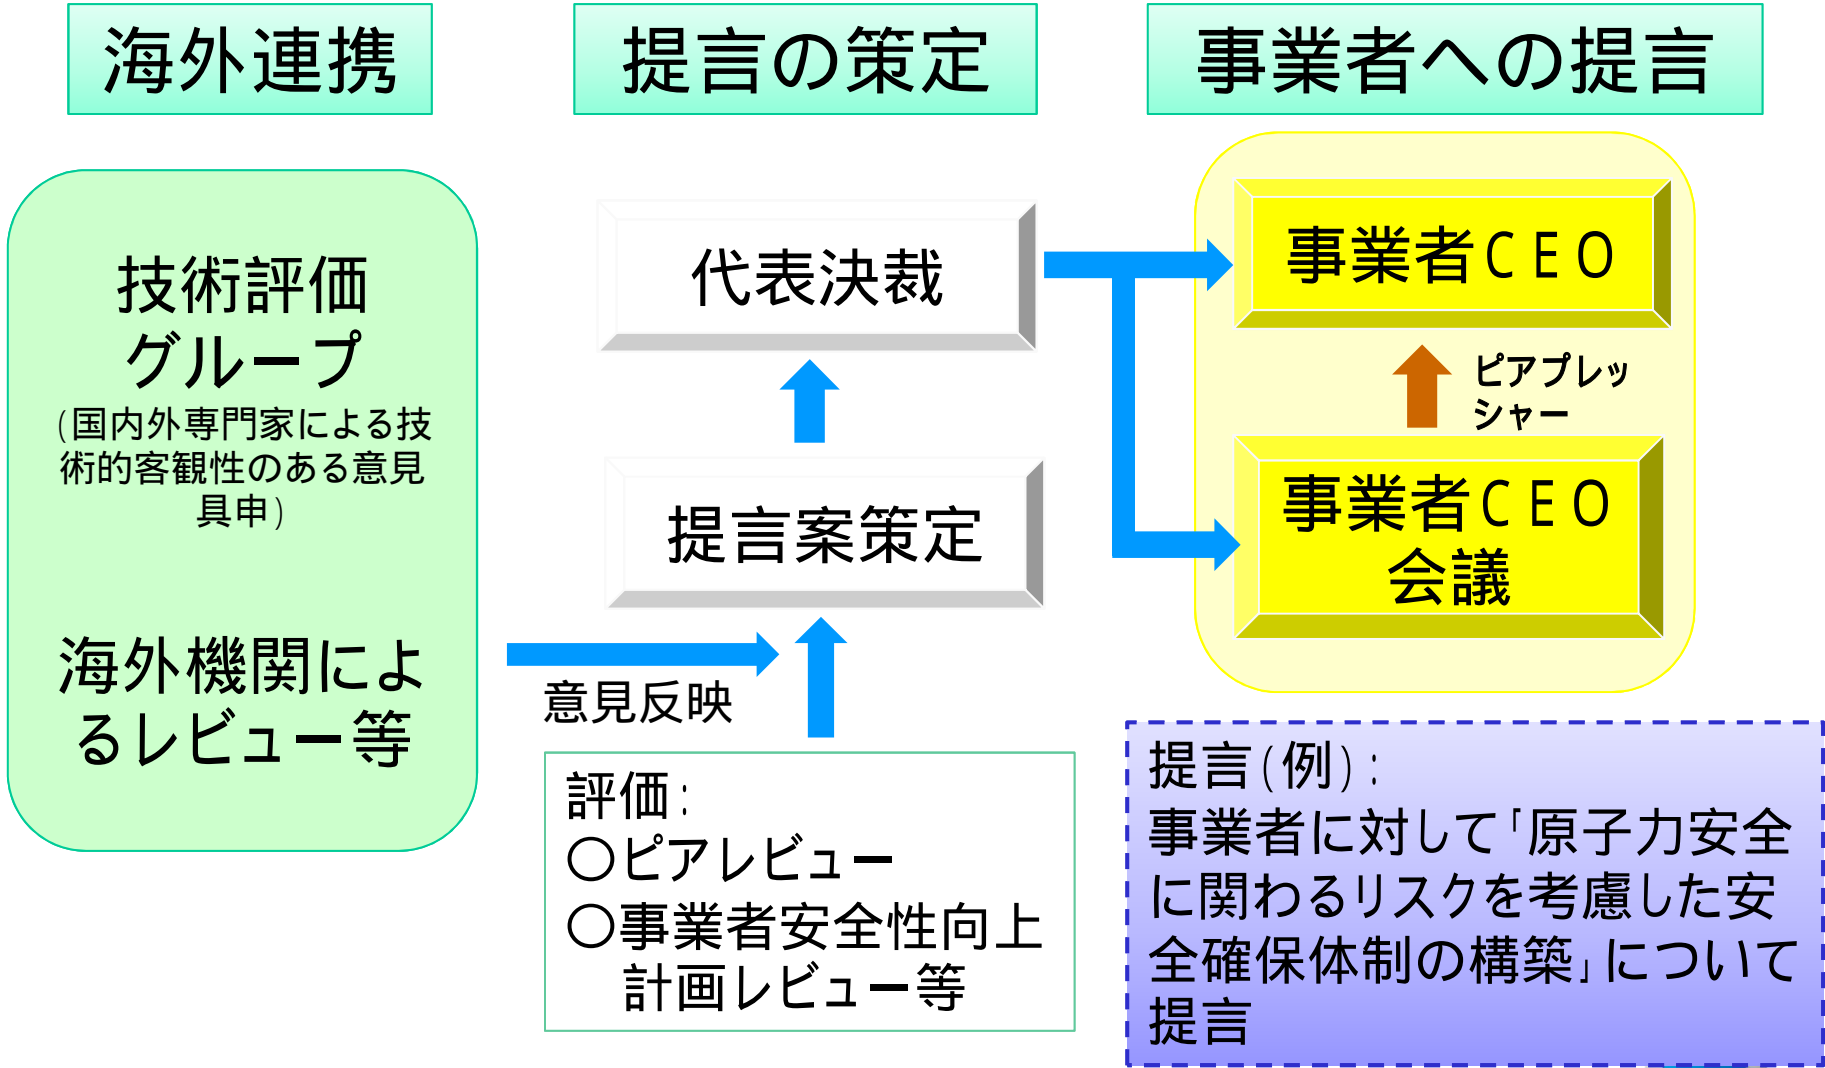 海外連携
提言の策定
事業者への提言
技術評価
グループ
(国内外専門家による技
術的客観性のある意見
具申)
海外機関によ
るレビュー等
代表決裁
提言案策定
意見反映
評価:
〇ピアレビュー
〇事業者安全性向上
計画レビュー等
事業者CEO
ピアプレッ
シャー
事業者CEO
会議
提言(例):
事業者に対して「原子力安全
に関わるリスクを考慮した安
全確保体制の構築」について
提言